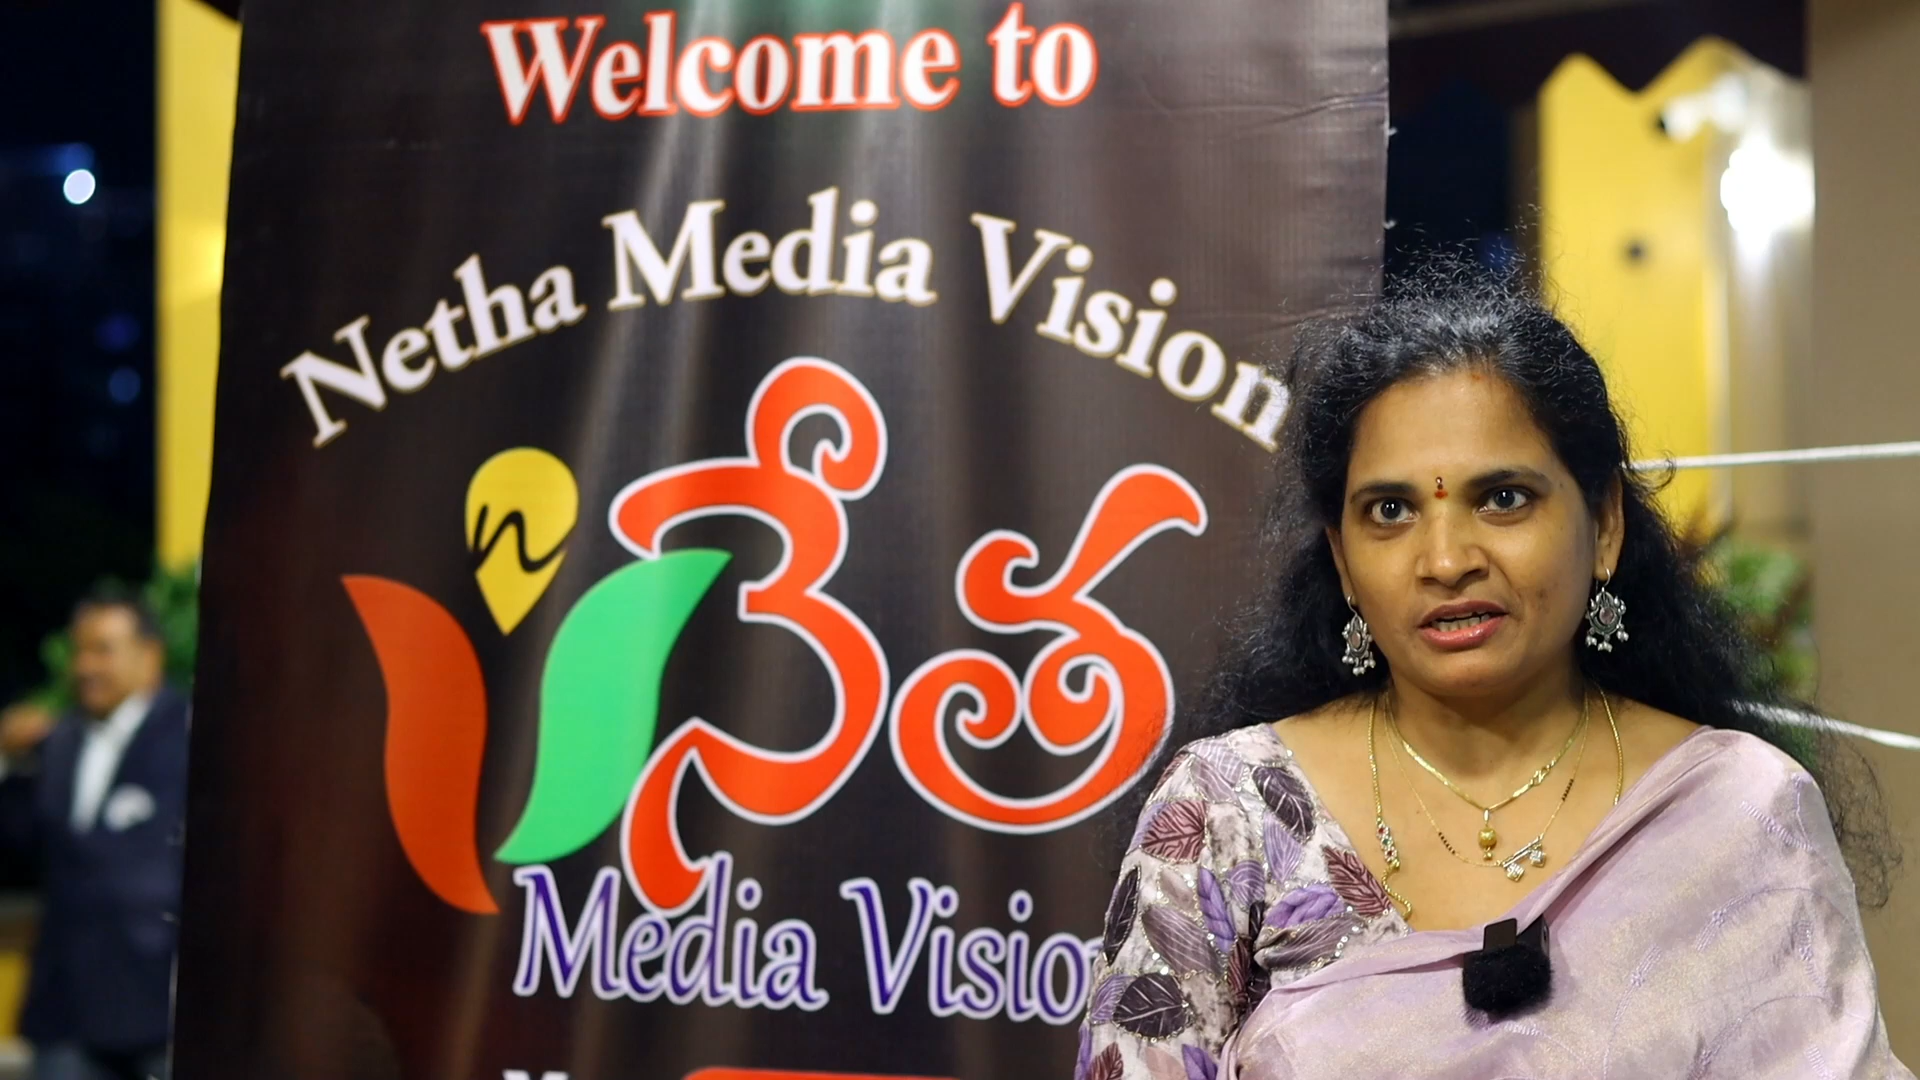 Welcome to
Netha Media Vision
n
నేత
Media Vision